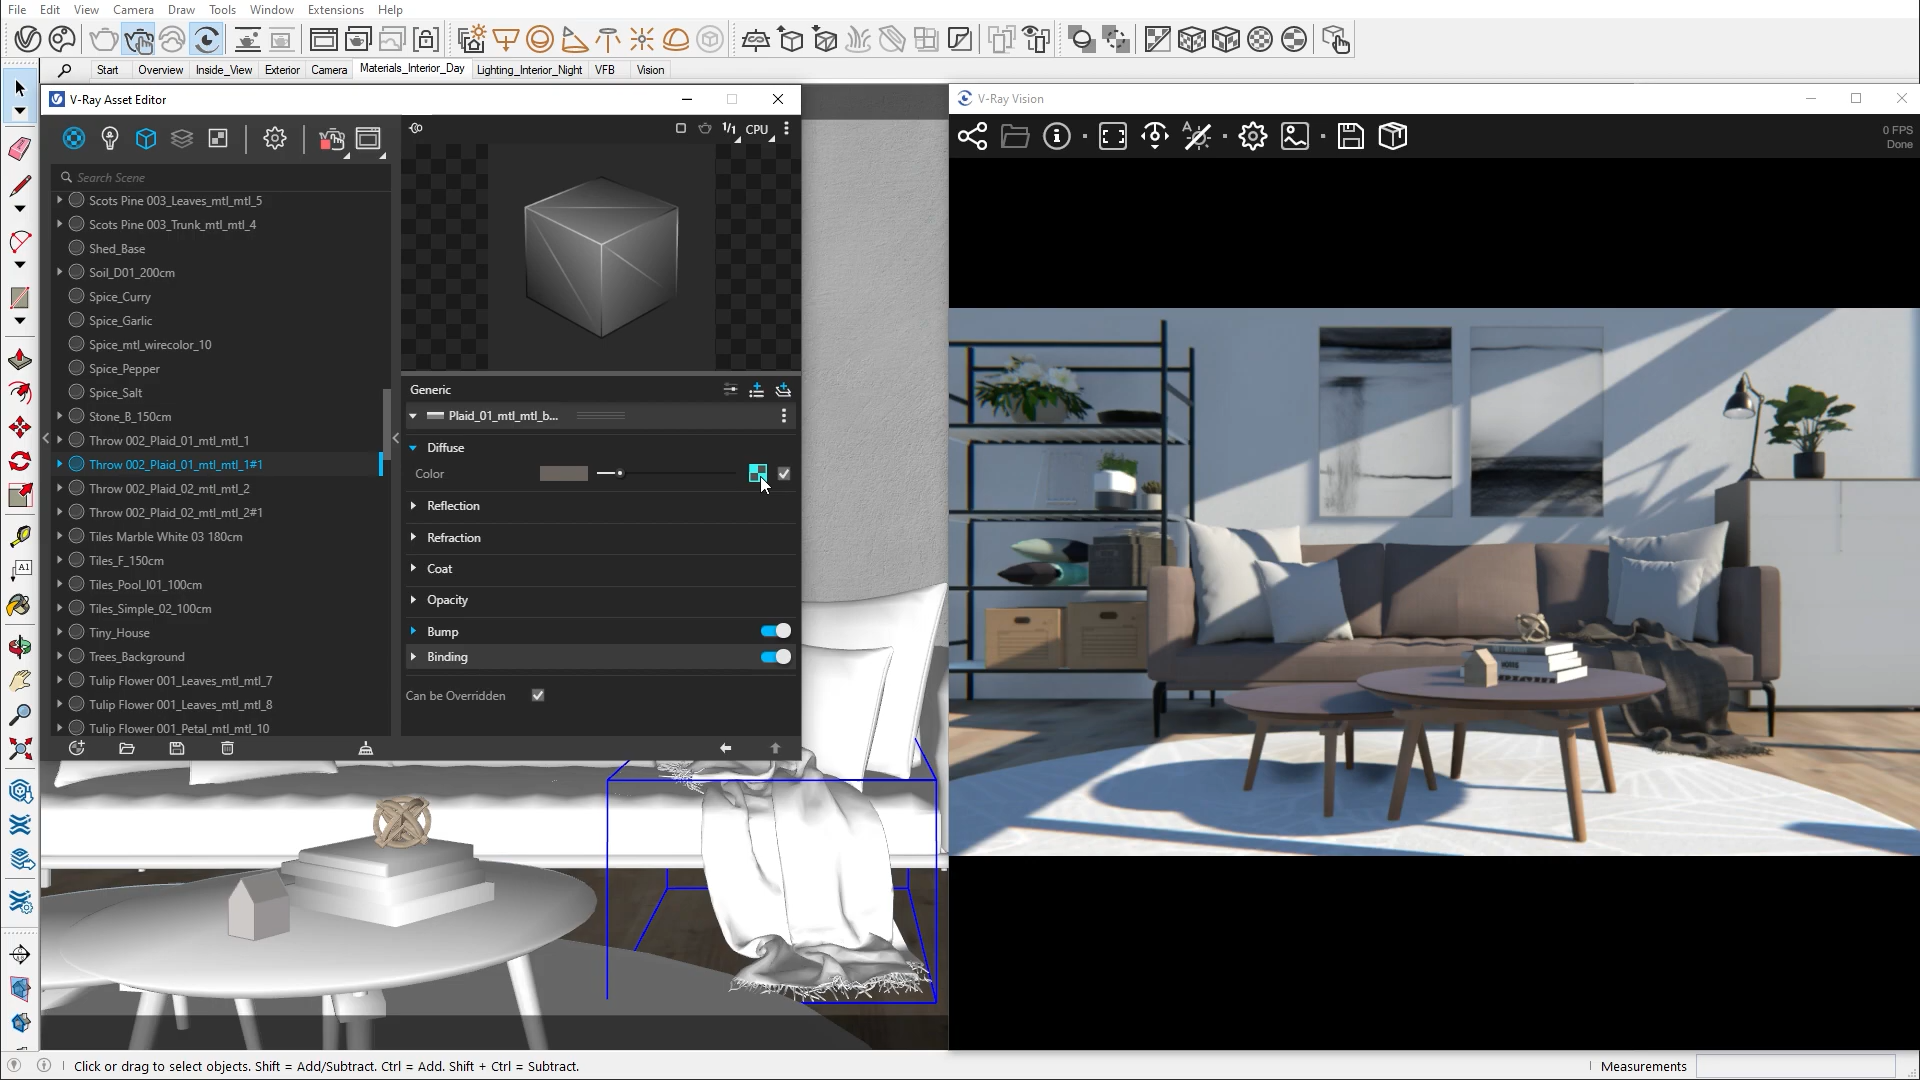 File Edit View Camera Draw Tools Window Extensions Help
Start Overview Inside_View Exterior Camera Materials_Interior_Day Lighting_Interior_Night VFB Vision
V-Ray Asset Editor
1/1 CPU
Search Scene
Scots Pine 003_Leaves_mtl_mtl_5
Scots Pine 003_Trunk_mtl_mtl_4
Shed_Base
Soil_D01_200cm
Spice_Curry
Spice_Garlic
Spice_mtl_wirecolor_10
Spice_Pepper
Spice_Salt
Stone_B_150cm
Throw 002_Plaid_01_mtl_mtl_1
Throw 002_Plaid_01_mtl_mtl_1#1
Throw 002_Plaid_02_mtl_mtl_2
Throw 002_Plaid_02_mtl_mtl_2#1
Tiles Marble White 03 180cm
Tiles_F_150cm
Tiles_Pool_I01_100cm
Tiles_Simple_02_100cm
Tiny_House
Trees_Background
Tulip Flower 001_Leaves_mtl_mtl_7
Tulip Flower 001_Leaves_mtl_mtl_8
Tulip Flower 001_Petal_mtl_mtl_10
Generic
Plaid_01_mtl_mtl_b...
Diffuse
Color
Reflection
Refraction
Coat
Opacity
Bump
Binding
Can be Overridden
V-Ray Vision
0 FPS
Done
A1
Click or drag to select objects. Shift = Add/Subtract. Ctrl = Add. Shift + Ctrl = Subtract.
Measurements